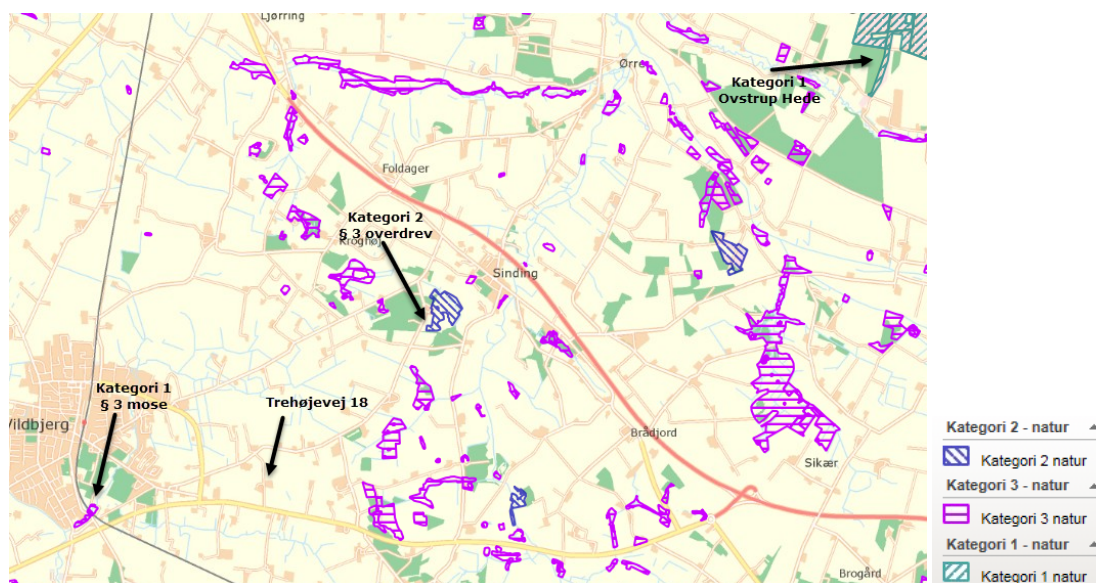 Ljørring
Ørre
Kategori 1
Ovstrup Hede
Foldager
Kategori 2
§ 3 overdrev
Kroghøj
Sinding
Kategori 1
§ 3 mose
Trehøjevej 18
Vildbjerg
Brådjord
Sikær
Brogård
Kategori 2 - natur
Kategori 2 natur
Kategori 3 - natur
Kategori 3 natur
Kategori 1 - natur
Kategori 1 natur